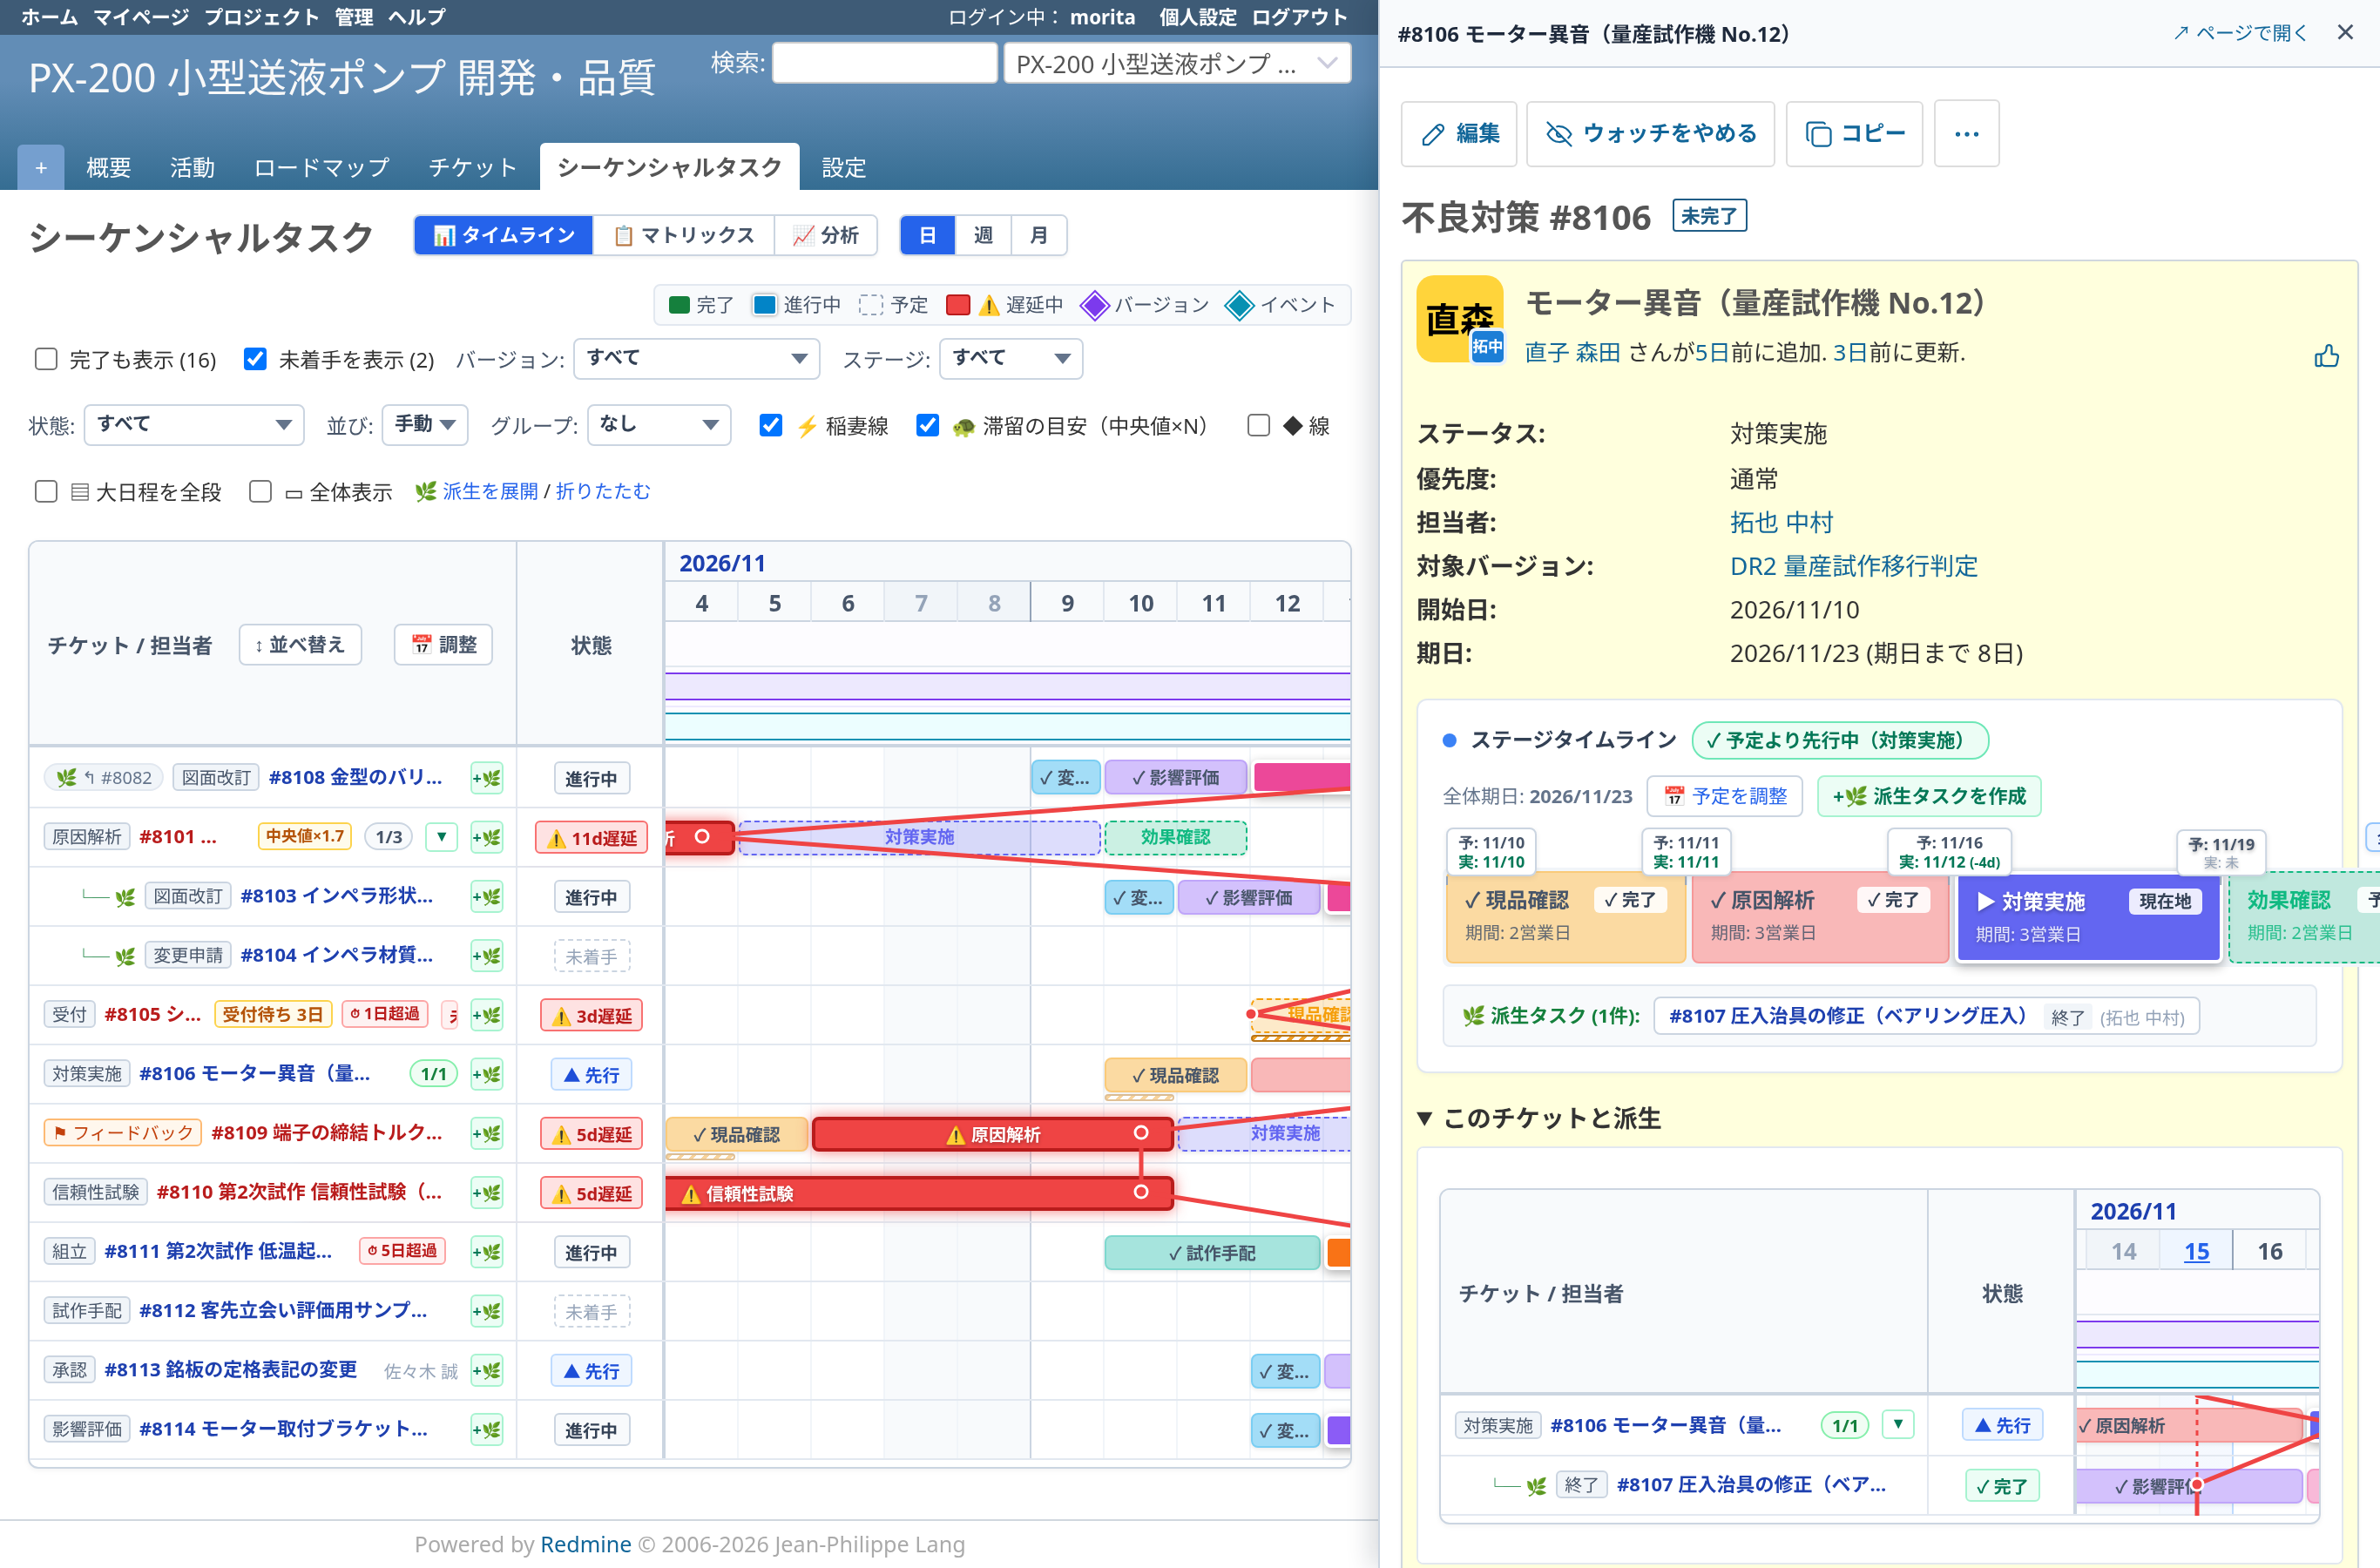 ホーム マイページ プロジェクト 管理 ヘルプ ログイン中： morita 個人設定 ログアウト
PX-200 小型送液ポンプ 開発・品質
検索: PX-200 小型送液ポンプ ...
+ 概要 活動 ロードマップ チケット シーケンシャルタスク 設定
シーケンシャルタスク 📊 タイムライン 📋 マトリックス 📈 分析 日 週 月
完了 進行中 予定 ⚠️ 遅延中 バージョン イベント
完了も表示 (16) 未着手を表示 (2) バージョン: すべて ステージ: すべて
状態: すべて 並び: 手動 グループ: なし ⚡ 稲妻線 🐢 滞留の目安（中央値×N） ◆ 線
▤ 大日程を全段 ▭ 全体表示 🌿 派生を展開 / 折りたたむ
チケット / 担当者 ↕ 並べ替え 📅 調整 状態
2026/11
4 5 6 7 8 9 10 11 12
🌿 ↰ #8082 図面改訂 #8108 金型のバリ... +🌿 進行中 ✓ 変... ✓ 影響評価
原因解析 #8101 ... 中央値×1.7 1/3 ▼ +🌿 ⚠️ 11d遅延 対策実施 効果確認
🌿 図面改訂 #8103 インペラ形状... +🌿 進行中 ✓ 変... ✓ 影響評価
🌿 変更申請 #8104 インペラ材質... +🌿 未着手
受付 #8105 シ... 受付待ち 3日 ⏱ 1日超過 +🌿 ⚠️ 3d遅延 現品確認
対策実施 #8106 モーター異音（量... 1/1 +🌿 ▲ 先行 ✓ 現品確認
⚑ フィードバック #8109 端子の締結トルク... +🌿 ⚠️ 5d遅延 ✓ 現品確認 ⚠️ 原因解析 対策実施
信頼性試験 #8110 第2次試作 信頼性試験（... +🌿 ⚠️ 5d遅延 ⚠️ 信頼性試験
組立 #8111 第2次試作 低温起... ⏱ 5日超過 +🌿 進行中 ✓ 試作手配
試作手配 #8112 客先立会い評価用サンプ... +🌿 未着手
承認 #8113 銘板の定格表記の変更 佐々木 誠 +🌿 ▲ 先行 ✓ 変...
影響評価 #8114 モーター取付ブラケット... +🌿 進行中 ✓ 変...
Powered by Redmine © 2006-2026 Jean-Philippe Lang
#8106 モーター異音（量産試作機 No.12） ↗ ページで開く ✕
編集 ウォッチをやめる コピー ...
不良対策 #8106 未完了
直森
拓中
モーター異音（量産試作機 No.12）
直子 森田 さんが5日前に追加. 3日前に更新.
ステータス: 対策実施
優先度: 通常
担当者: 拓也 中村
対象バージョン: DR2 量産試作移行判定
開始日: 2026/11/10
期日: 2026/11/23 (期日まで 8日)
ステージタイムライン ✓ 予定より先行中（対策実施）
全体期日: 2026/11/23 📅 予定を調整 +🌿 派生タスクを作成
予: 11/10 予: 11/11 予: 11/16 予: 11/19
実: 11/10 実: 11/11 実: 11/12 (-4d) 実: 未
✓ 現品確認 ✓ 完了 ✓ 原因解析 ✓ 完了 ▶ 対策実施 現在地 効果確認
期間: 2営業日 期間: 3営業日 期間: 3営業日 期間: 2営業日
🌿 派生タスク (1件): #8107 圧入治具の修正（ベアリング圧入） 終了 (拓也 中村)
▼ このチケットと派生
チケット / 担当者 状態
2026/11
14 15 16
対策実施 #8106 モーター異音（量... 1/1 ▼ ▲ 先行 ✓ 原因解析
🌿 終了 #8107 圧入治具の修正（ベア... ✓ 完了 ✓ 影響評価